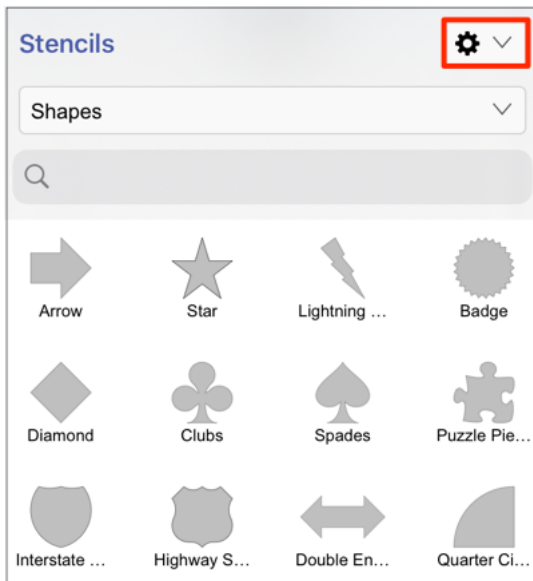 Stencils
Shapes
Arrow
Star
Lightning ...
Badge
Diamond
Clubs
Spades
Puzzle Pie...
Interstate ...
Highway S...
Double En...
Quarter Ci...